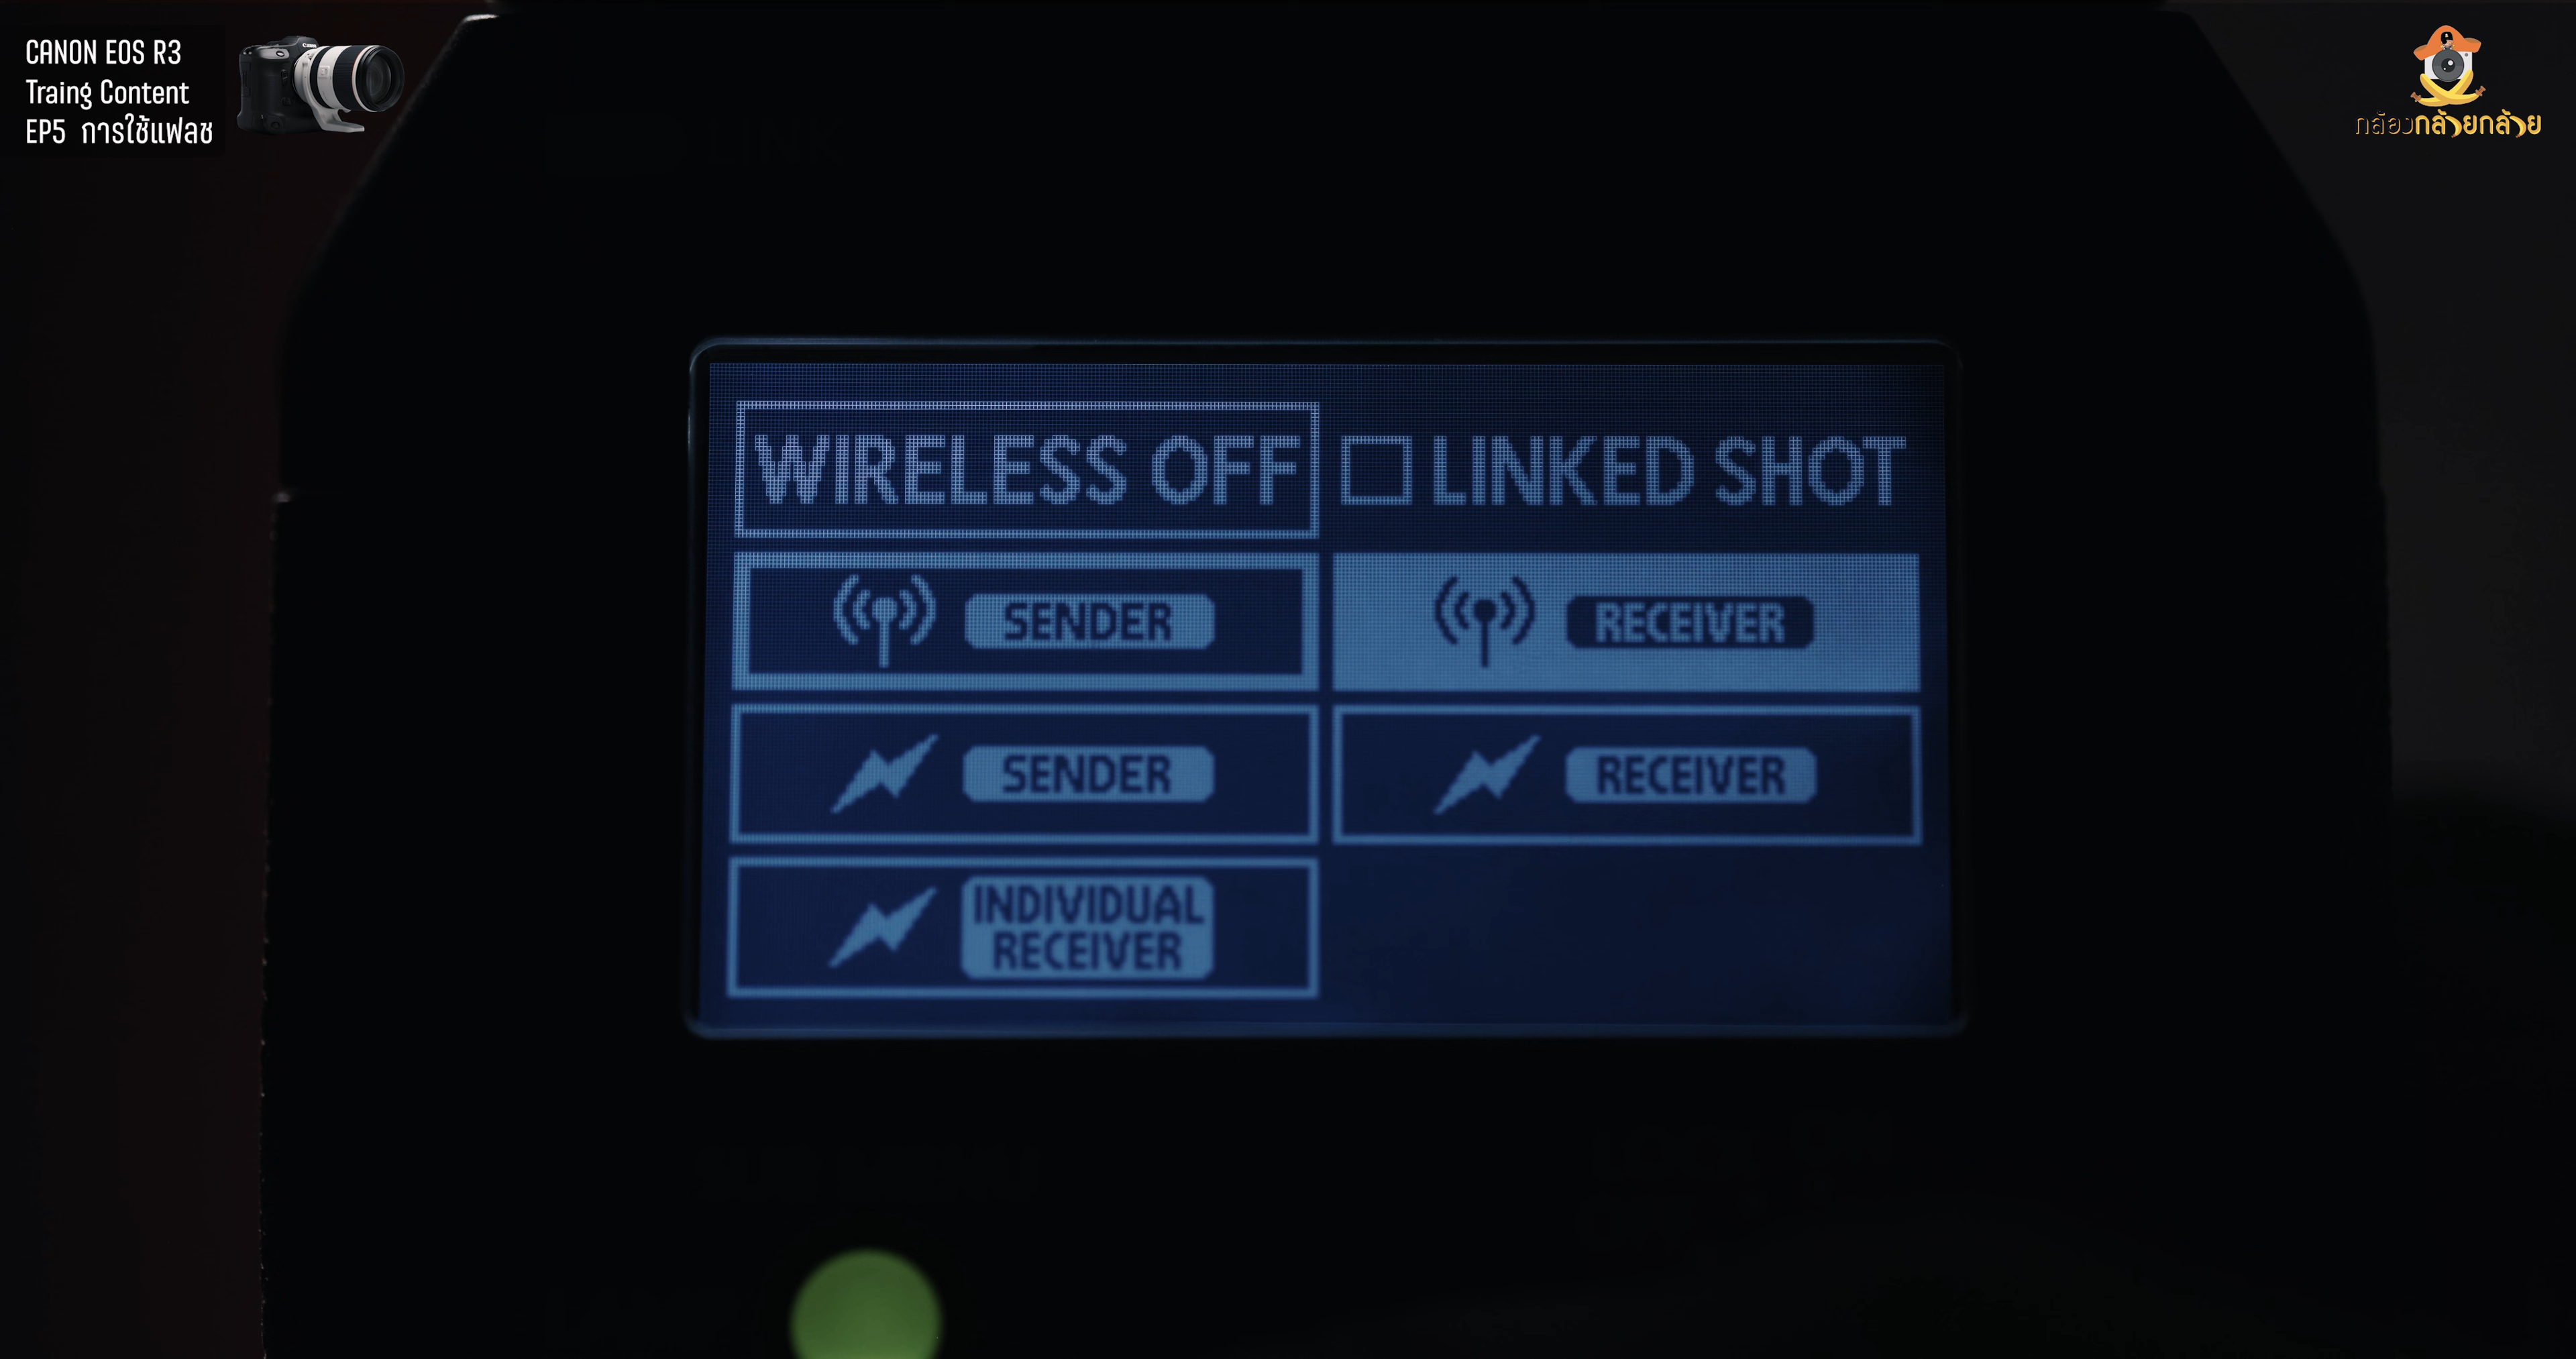 CANON EOS R3
Traing Content
EP5 การใช้แฟลช
กล้องกล้วยกล้วย
WIRELESS OFF
LINKED SHOT
SENDER
RECEIVER
SENDER
RECEIVER
INDIVIDUAL
RECEIVER